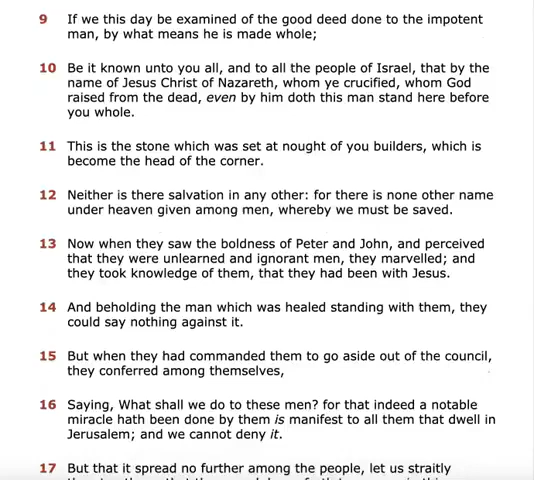 9 If we this day be examined of the good deed done to the impotent
man, by what means he is made whole;
10 Be it known unto you all, and to all the people of Israel, that by the
name of Jesus Christ of Nazareth, whom ye crucified, whom God
raised from the dead, even by him doth this man stand here before
you whole.
11 This is the stone which was set at nought of you builders, which is
become the head of the corner.
12 Neither is there salvation in any other: for there is none other name
under heaven given among men, whereby we must be saved.
13 Now when they saw the boldness of Peter and John, and perceived
that they were unlearned and ignorant men, they marvelled; and
they took knowledge of them, that they had been with Jesus.
14 And beholding the man which was healed standing with them, they
could say nothing against it.
15 But when they had commanded them to go aside out of the council,
they conferred among themselves,
16 Saying, What shall we do to these men? for that indeed a notable
miracle hath been done by them is manifest to all them that dwell in
Jerusalem; and we cannot deny it.
17 But that it spread no further among the people, let us straitly